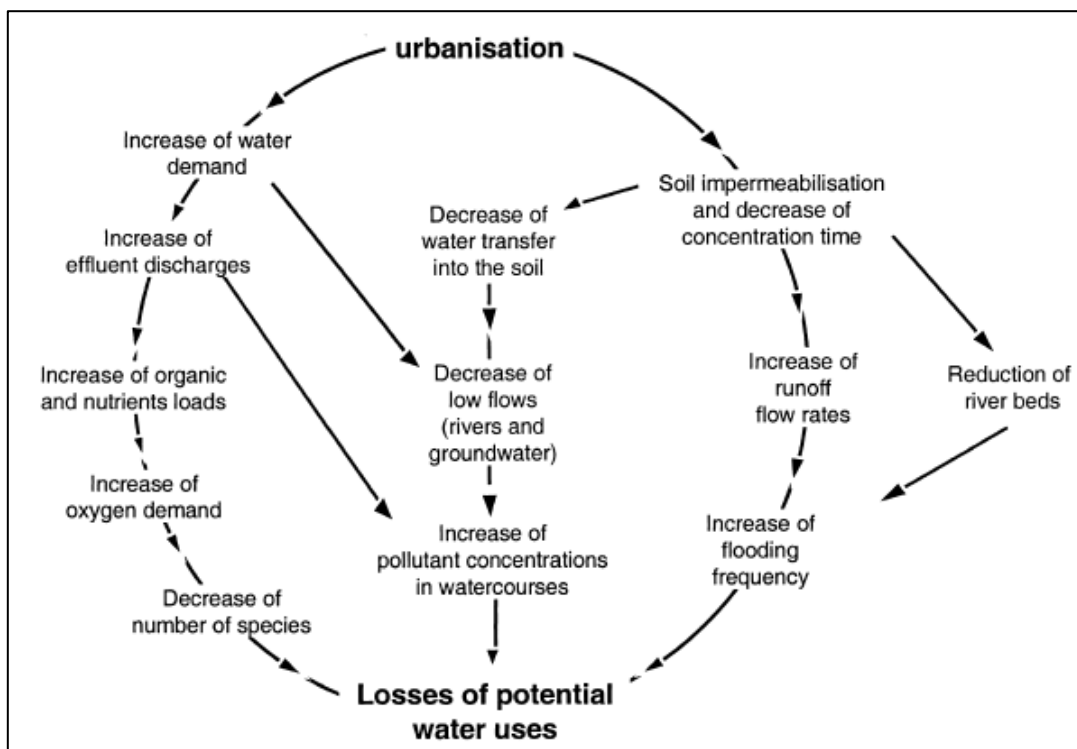 urbanisation
Increase of water
demand
Soil impermeabilisation
and decrease of
concentration time
Decrease of
water transfer
into the soil
Increase of
effluent discharges
Increase of organic
and nutrients loads
Decrease of
low flows
(rivers and
groundwater)
Increase of
runoff
flow rates
Reduction of
river beds
Increase of
oxygen demand
Increase of
pollutant concentrations
in watercourses
Increase of
flooding
frequency
Decrease of
number of species
Losses of potential
water uses